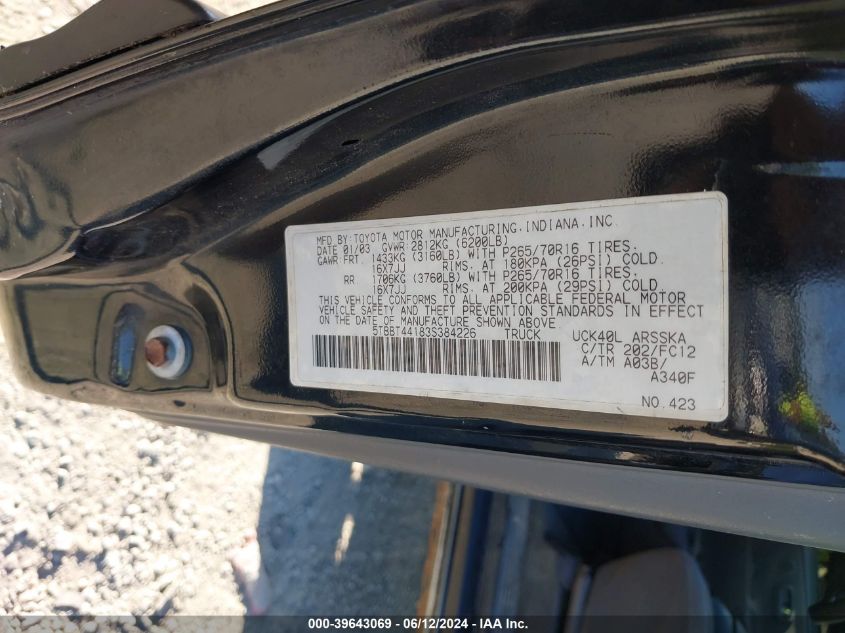 MFD.BY:TOYOTA MOTOR MANUFACTURING.INDIANA.INC.
DATE 01/03 GVWR 2812KG (6200LB)
GAWR:FRT. 1433KG (3160LB) WITH P265/70R16 TIRES.
16X7JJ RIMS. AT 180KPA (26PSI) COLD
RR 1706KG (3760LB) WITH P265/70R16 TIRES.
16X7JJ RIMS. AT 200KPA (29PSI) COLD.
THIS VEHICLE CONFORMS TO ALL APPLICABLE FEDERAL MOTOR
VEHICLE SAFETY AND THEFT PREVENTION STANDARDS IN EFFECT
ON THE DATE OF MANUFACTURE SHOWN ABOVE.
5TBBT44183S384226 TRUCK
UCK40L ARSSKA
C/TR 202/FC12
A/TM A03B/
A340F
NO.423
000-39643069 - 06/12/2024 - IAA Inc.